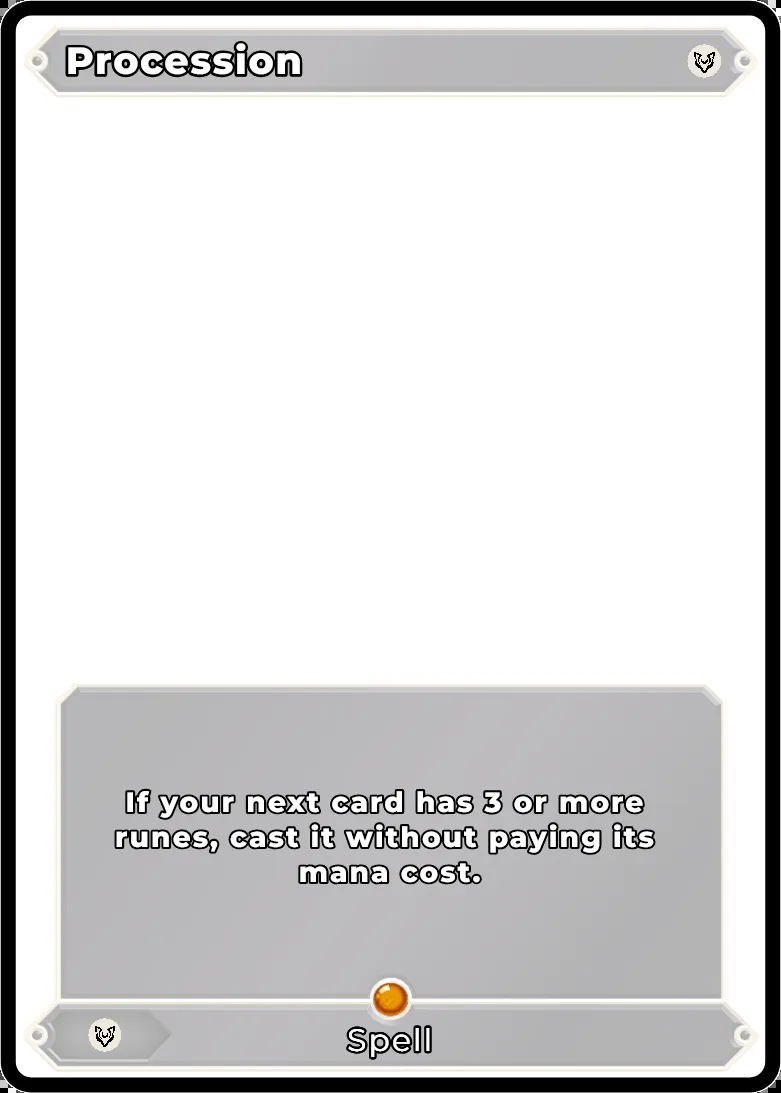 Procession
If your next card has 3 or more
runes, cast it without paying its
mana cost.
Spell